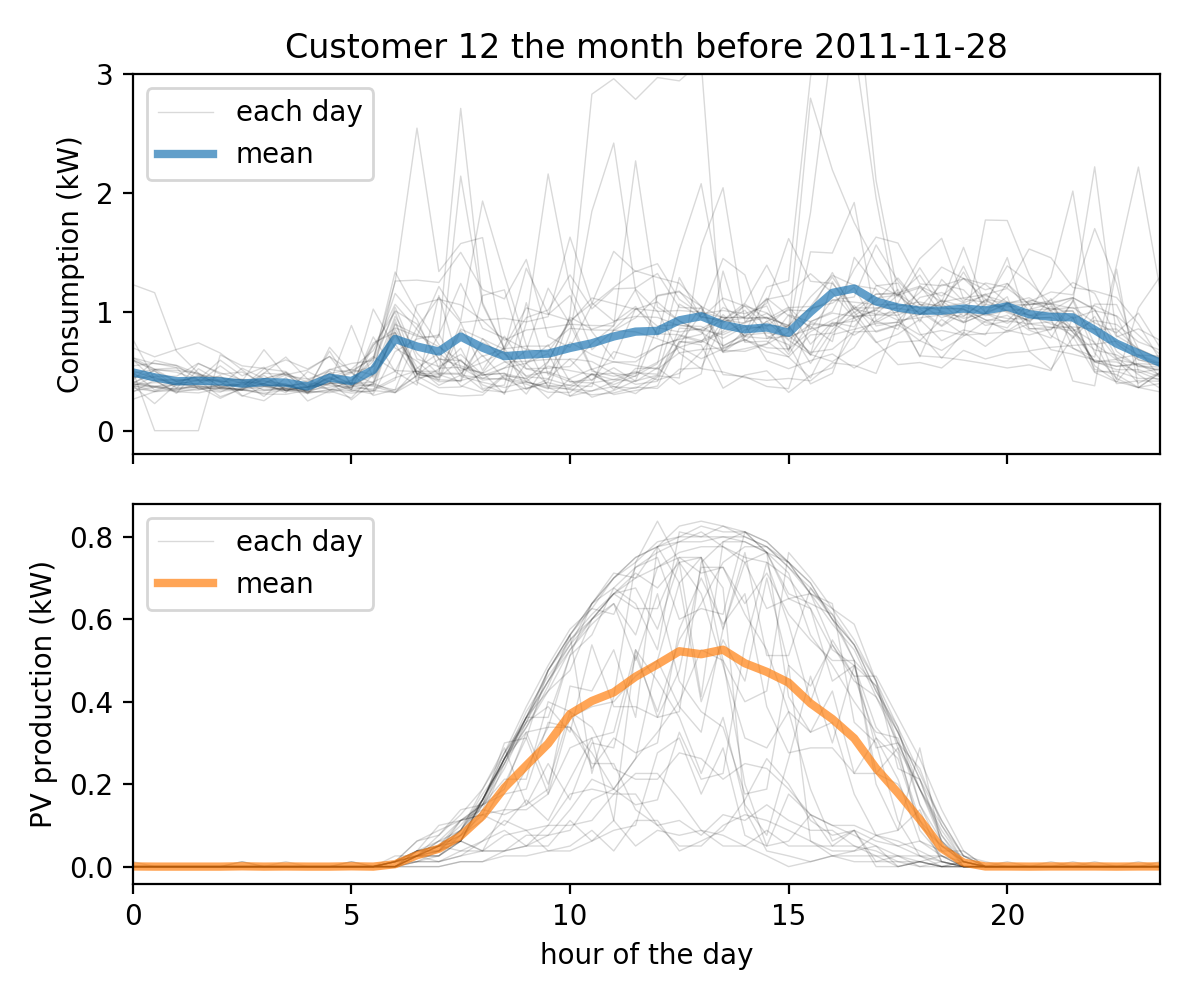 Customer 12 the month before 2011-11-28
3
2
1
0
Consumption (kW)
each day
mean
0.8
0.6
0.4
0.2
0.0
PV production (kW)
each day
mean
0 5 10 15 20
hour of the day